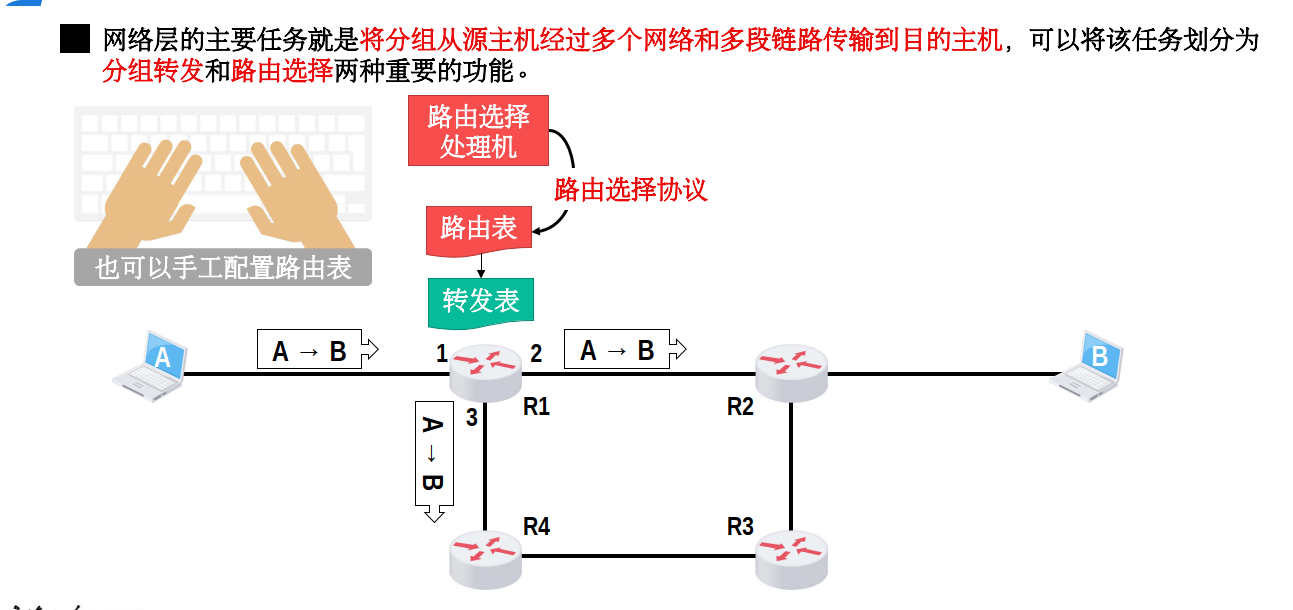 网络层的主要任务就是将分组从源主机经过多个网络和多段链路传输到目的主机，可以将该任务划分为
分组转发和路由选择两种重要的功能。
路由选择
处理机
路由选择协议
路由表
也可以手工配置路由表
转发表
A → B
A → B
A
1
2
B
3
R1
R2
A → B
R4
R3